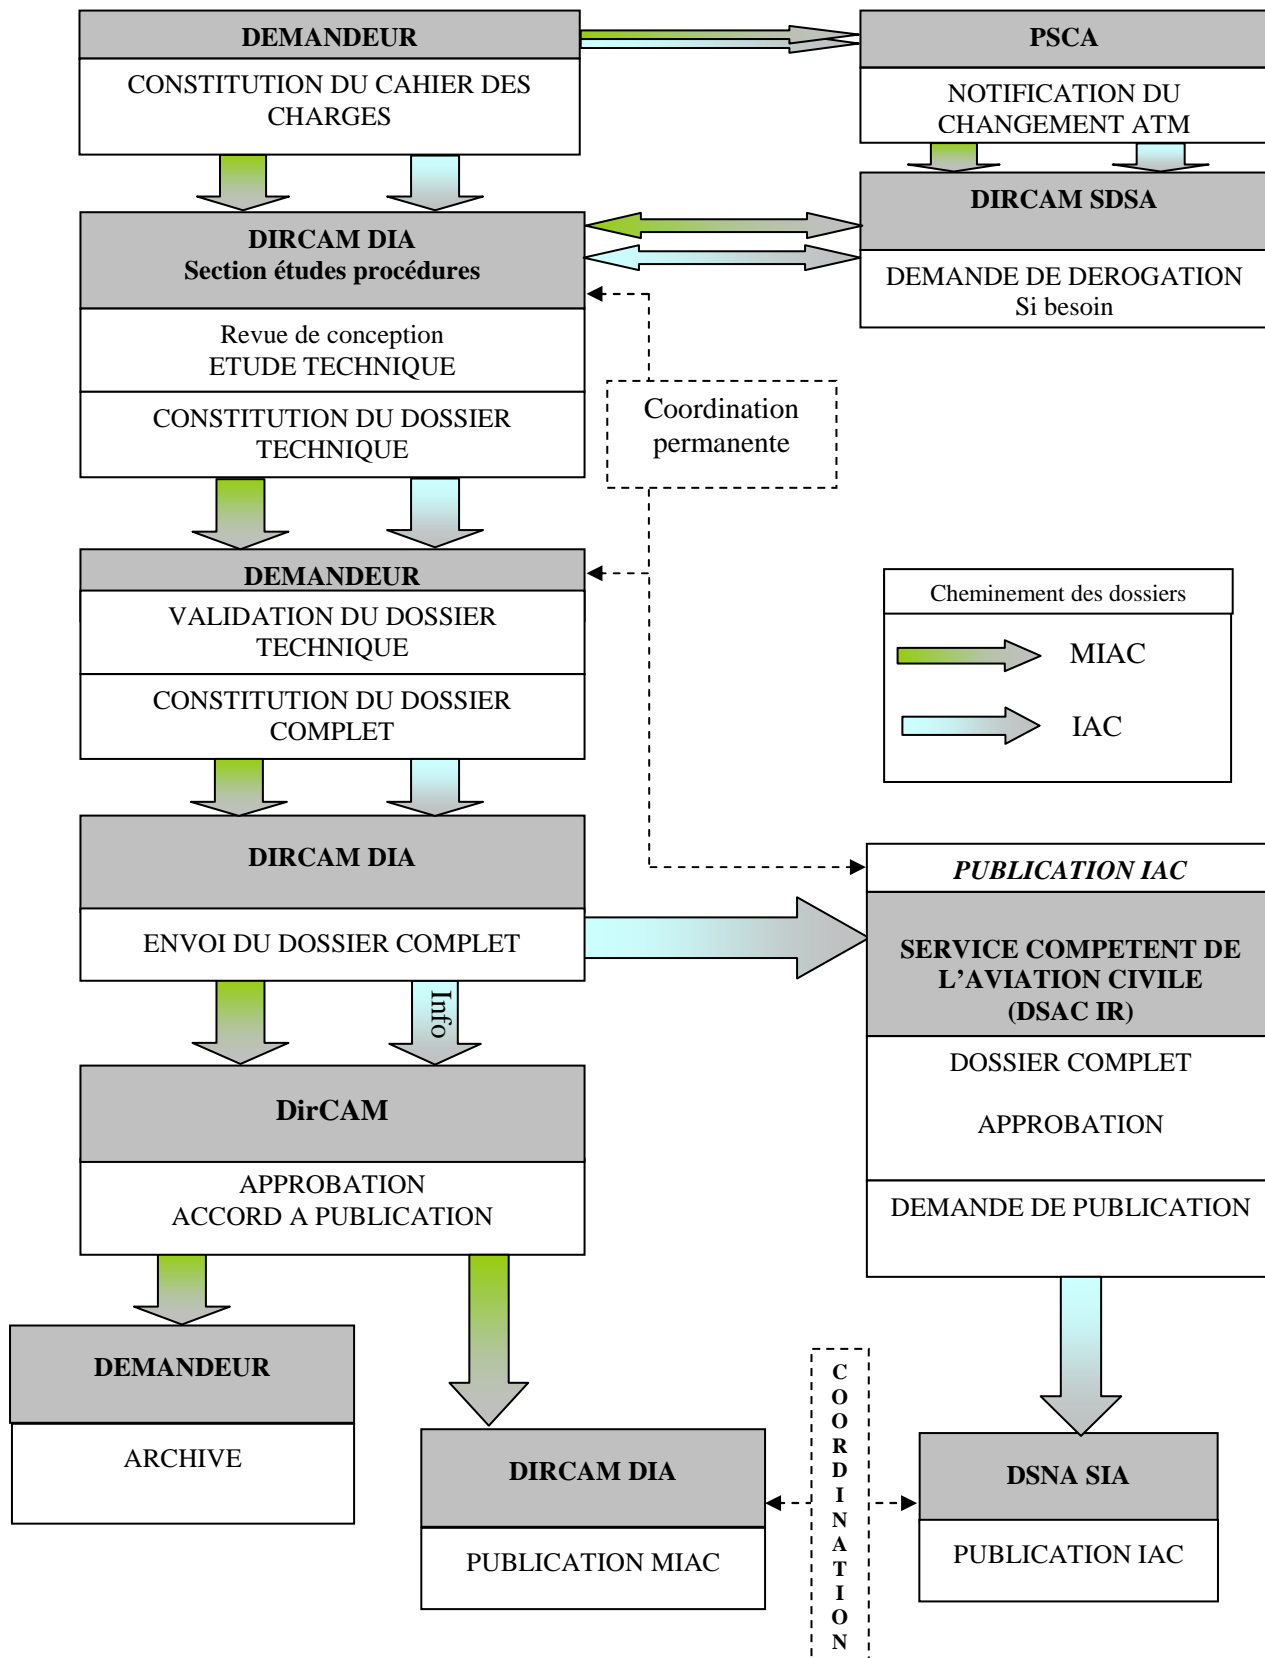 DEMANDEUR
CONSTITUTION DU CAHIER DES
CHARGES
PSCA
NOTIFICATION DU
CHANGEMENT ATM
DIRCAM SDSA
DEMANDE DE DEROGATION
Si besoin
DIRCAM DIA
Section études procédures
Revue de conception
ETUDE TECHNIQUE
CONSTITUTION DU DOSSIER
TECHNIQUE
Coordination
permanente
DEMANDEUR
VALIDATION DU DOSSIER
TECHNIQUE
CONSTITUTION DU DOSSIER
COMPLET
Cheminement des dossiers
MIAC
IAC
DIRCAM DIA
ENVOI DU DOSSIER COMPLET
Info
PUBLICATION IAC
SERVICE COMPETENT DE
L’AVIATION CIVILE
(DSAC IR)
DOSSIER COMPLET
APPROBATION
DEMANDE DE PUBLICATION
DirCAM
APPROBATION
ACCORD A PUBLICATION
DEMANDEUR
ARCHIVE
DIRCAM DIA
PUBLICATION MIAC
COORDINATION
DSNA SIA
PUBLICATION IAC